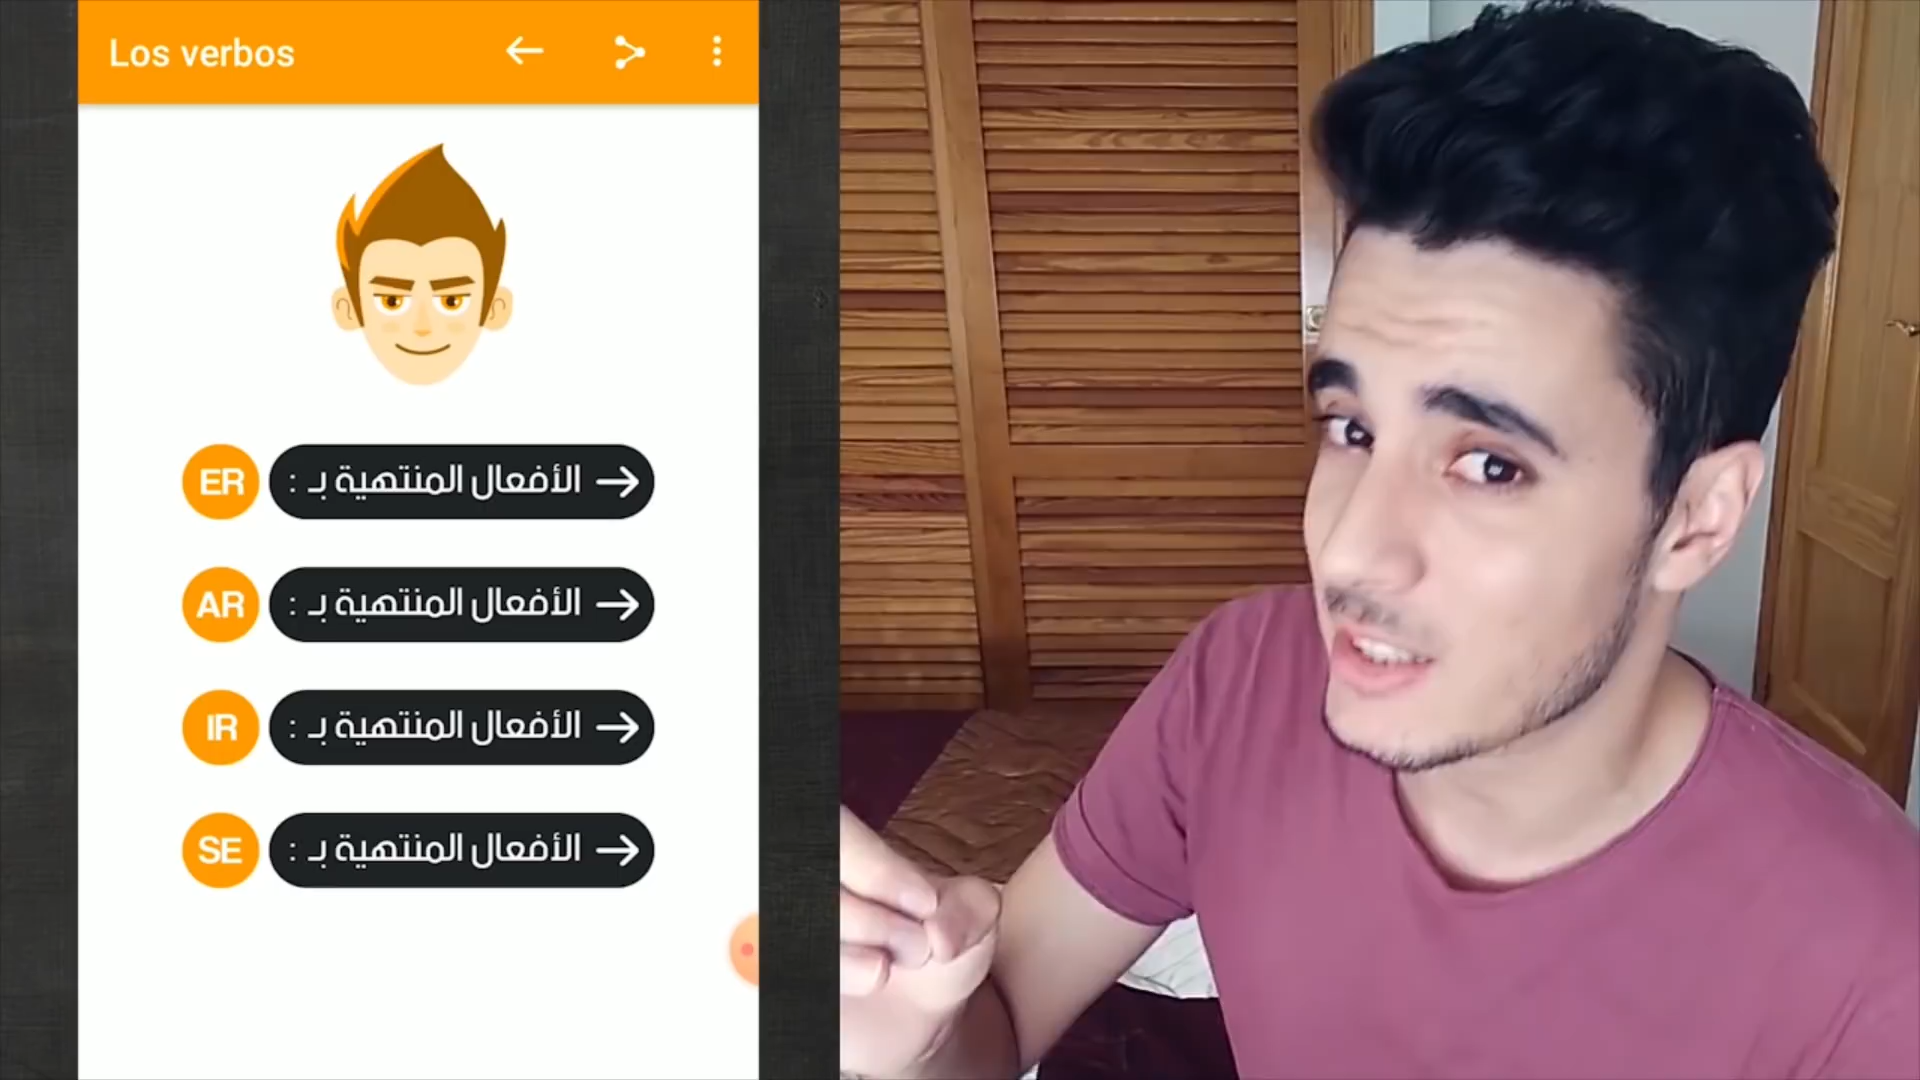 Los verbos
ER الأفعال المنتهية بـ :
AR الأفعال المنتهية بـ :
IR الأفعال المنتهية بـ :
SE الأفعال المنتهية بـ :